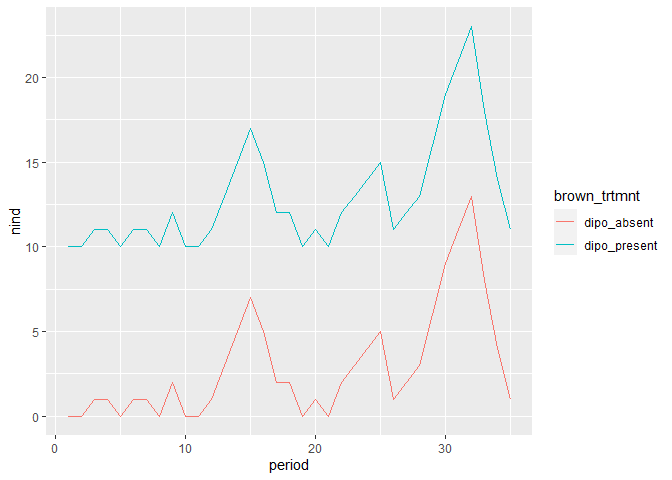 20
15
10
5
0
nind
0
10
20
30
period
brown_trtmnt
dipo_absent
dipo_present